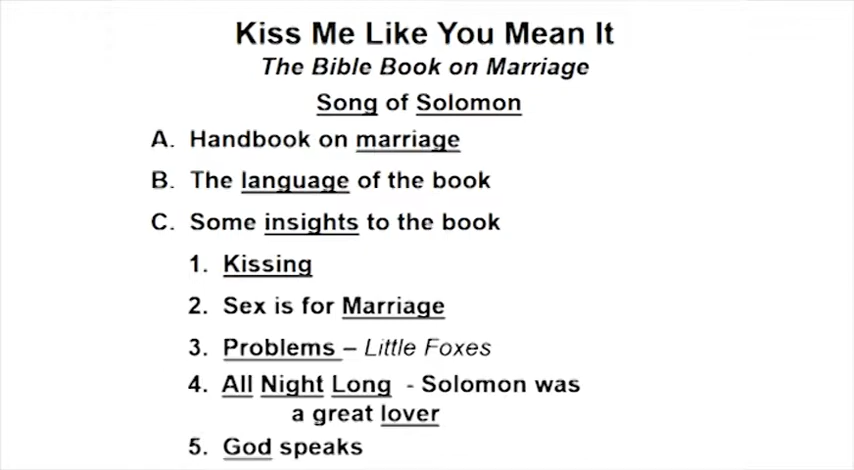 Kiss Me Like You Mean It
The Bible Book on Marriage
Song of Solomon
A. Handbook on marriage
B. The language of the book
C. Some insights to the book
1. Kissing
2. Sex is for Marriage
3. Problems – Little Foxes
4. All Night Long - Solomon was
a great lover
5. God speaks